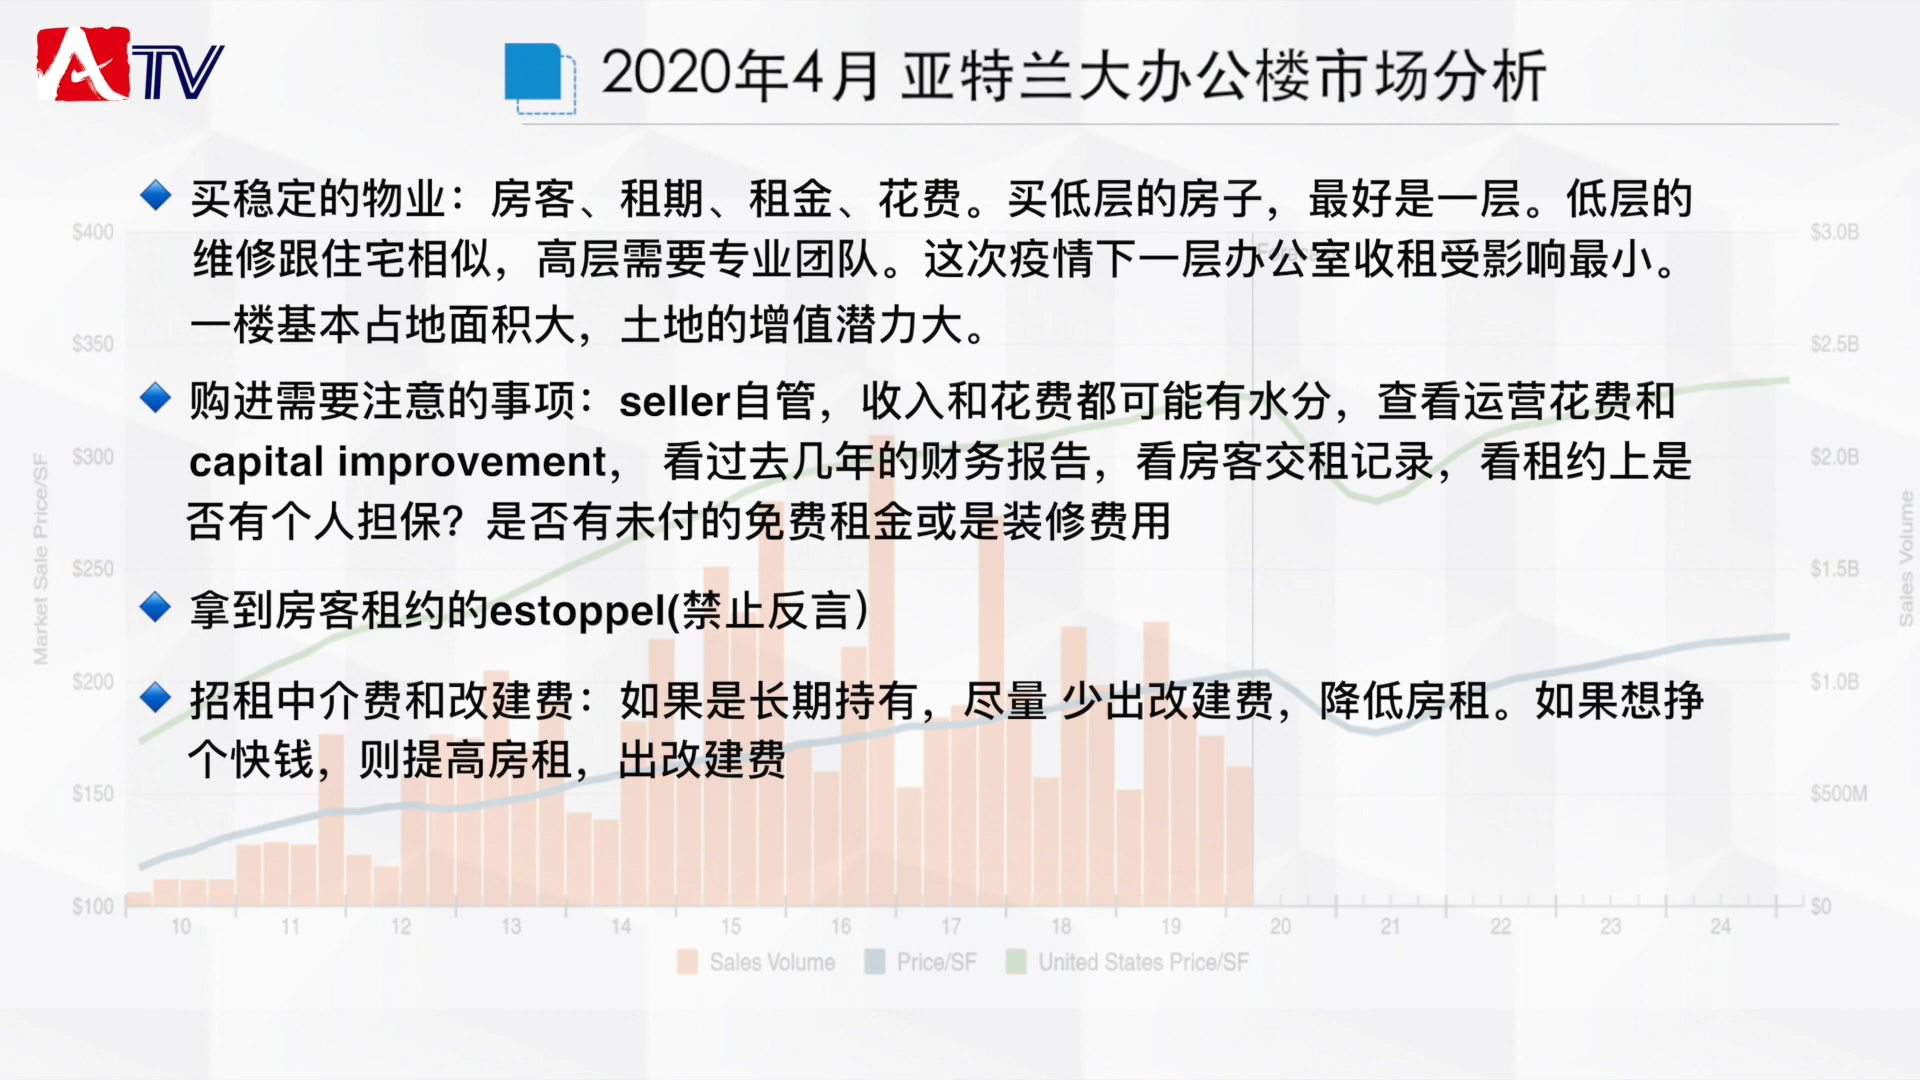 ATV
2020年4月 亚特兰大办公楼市场分析
买稳定的物业：房客、租期、租金、花费。买低层的房子，最好是一层。低层的
维修跟住宅相似，高层需要专业团队。这次疫情下一层办公室收租受影响最小。
一楼基本占地面积大，土地的增值潜力大。
购进需要注意的事项：seller自管，收入和花费都可能有水分，查看运营花费和
capital improvement， 看过去几年的财务报告，看房客交租记录，看租约上是
否有个人担保？是否有未付的免费租金或是装修费用
拿到房客租约的estoppel(禁止反言）
招租中介费和改建费：如果是长期持有，尽量 少出改建费，降低房租。如果想挣
个快钱，则提高房租，出改建费
Market Sale Price/SF
$400
$350
$300
$250
$200
$150
$100
$3.0B
$2.5B
$2.0B
$1.5B
$1.0B
$500M
$0
Sales Volume
10 11 12 13 14 15 16 17 18 19 20 21 22 23 24
Sales Volume Price/SF United States Price/SF